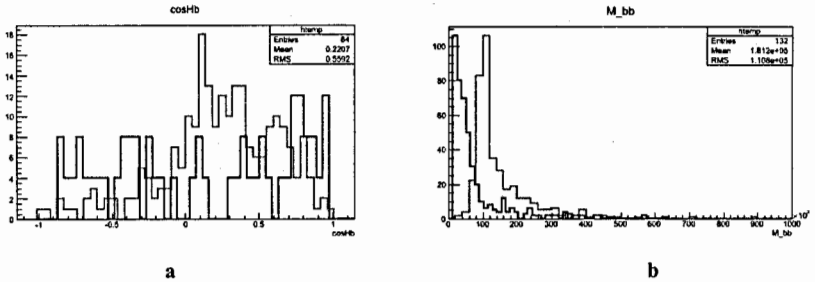 cosHb
htemp
Entries 84
Mean 0.2207
RMS 0.5592
18
16
14
12
10
8
6
4
2
0
-1 -0.5 0 0.5 1
cosHb
a
M_bb
htemp
Entries 132
Mean 1.812e+05
RMS 1.108e+05
100
80
60
40
20
0
0 100 200 300 400 500 600 700 800 900 1000
M_bb
b